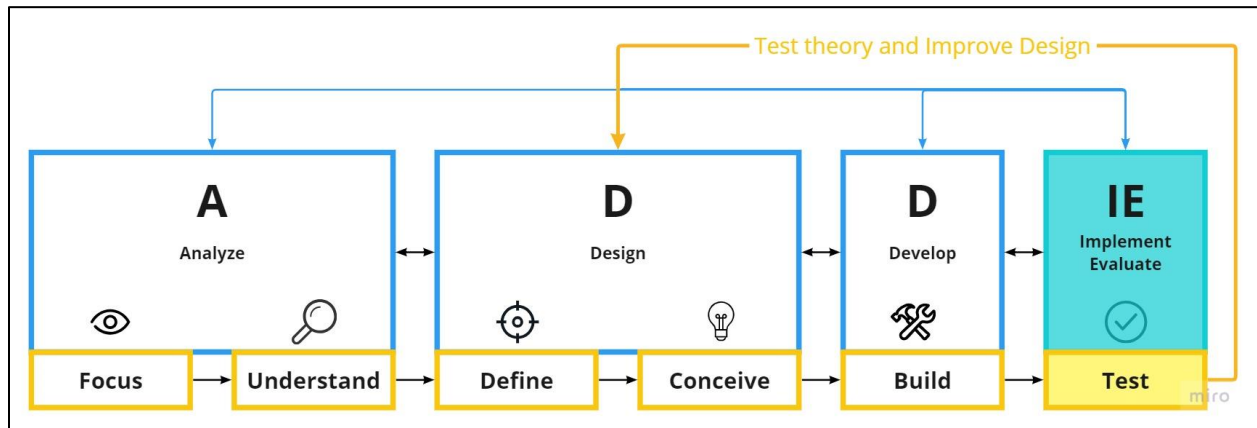 Test theory and Improve Design
A
D
D
IE
Analyze
Design
Develop
Implement
Evaluate
Focus
Understand
Define
Conceive
Build
Test
miro